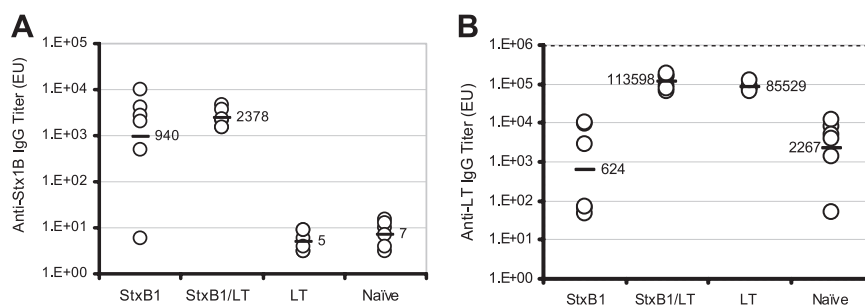 A
Anti-Stx1B IgG Titer (EU)
1.E+05
1.E+04
1.E+03
1.E+02
1.E+01
1.E+00
940
2378
5
7
StxB1
StxB1/LT
LT
Naïve
B
Anti-LT IgG Titer (EU)
1.E+06
1.E+05
1.E+04
1.E+03
1.E+02
1.E+01
1.E+00
624
113598
85529
2267
StxB1
StxB1/LT
LT
Naïve